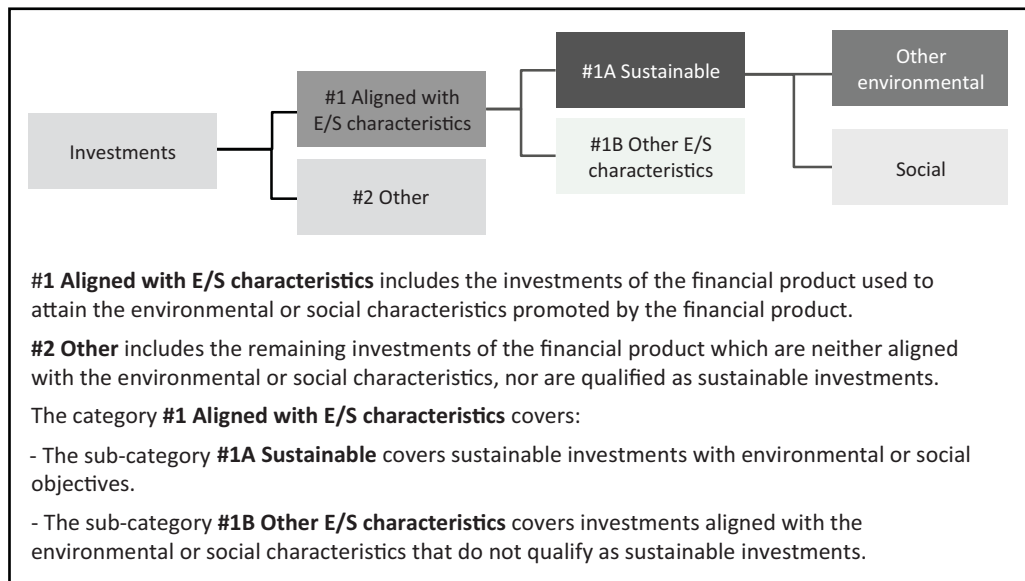 Investments
#1 Aligned with
E/S characteristics
#2 Other
#1A Sustainable
#1B Other E/S
characteristics
Other
environmental
Social
#1 Aligned with E/S characteristics includes the investments of the financial product used to
attain the environmental or social characteristics promoted by the financial product.
#2 Other includes the remaining investments of the financial product which are neither aligned
with the environmental or social characteristics, nor are qualified as sustainable investments.
The category #1 Aligned with E/S characteristics covers:
- The sub-category #1A Sustainable covers sustainable investments with environmental or social
objectives.
- The sub-category #1B Other E/S characteristics covers investments aligned with the
environmental or social characteristics that do not qualify as sustainable investments.